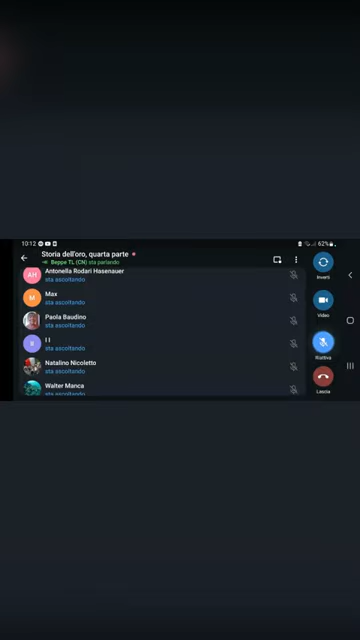 10:12
62%
Storia dell'oro, quarta parte
Beppe TL (CN) sta parlando
Antonella Rodari Hasenauer
AH
sta ascoltando
Max
M
sta ascoltando
Paola Baudino
sta ascoltando
I I
II
sta ascoltando
Natalino Nicoletto
sta ascoltando
Walter Manca
sta ascoltando
Inverti
Video
Riattiva
Lascia